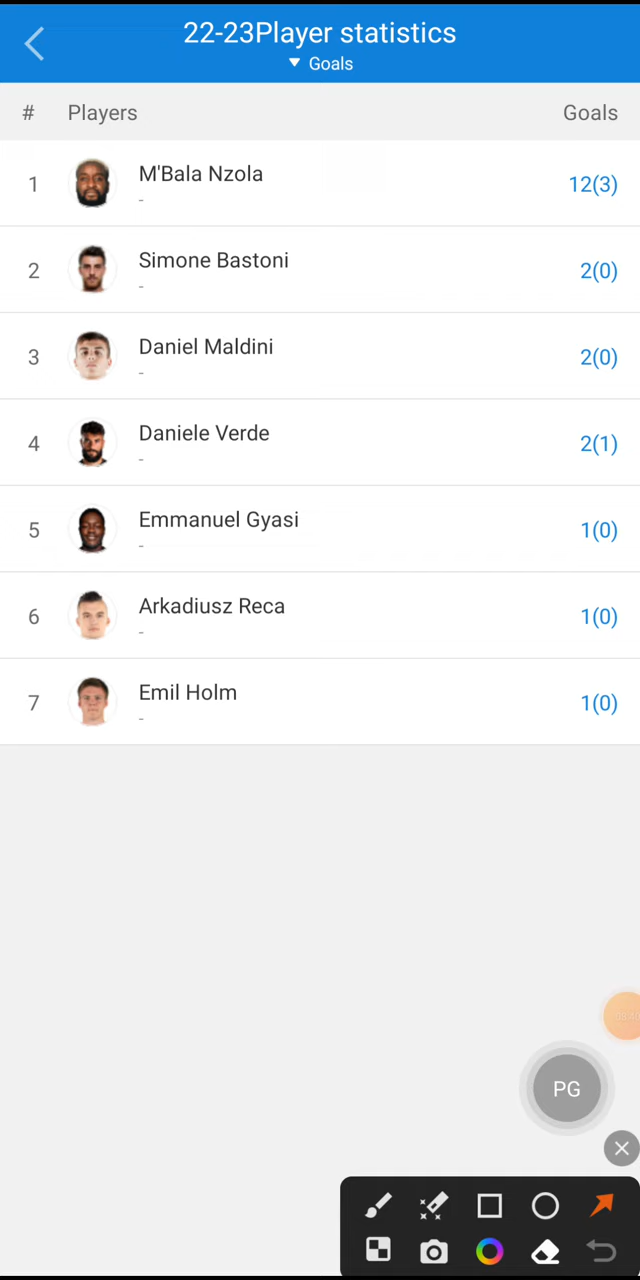 22-23Player statistics
▼ Goals
# Players Goals
1 M'Bala Nzola 12(3)
-
2 Simone Bastoni 2(0)
-
3 Daniel Maldini 2(0)
-
4 Daniele Verde 2(1)
-
5 Emmanuel Gyasi 1(0)
-
6 Arkadiusz Reca 1(0)
-
7 Emil Holm 1(0)
-
PG